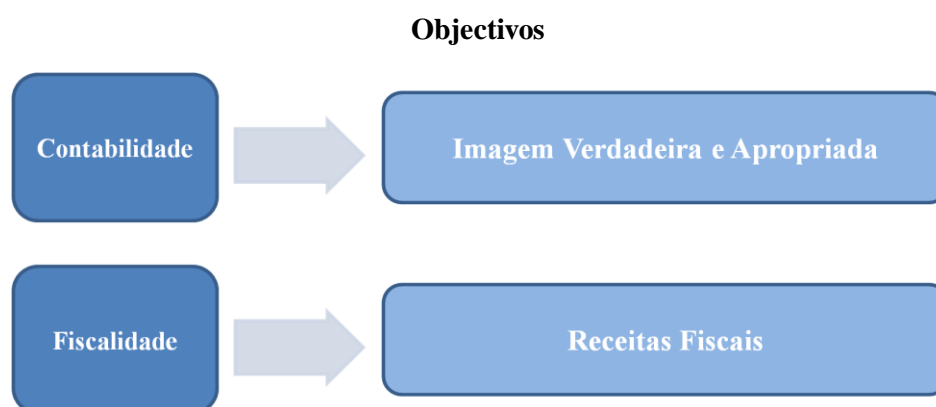 Objectivos
Contabilidade
Imagem Verdadeira e Apropriada
Fiscalidade
Receitas Fiscais